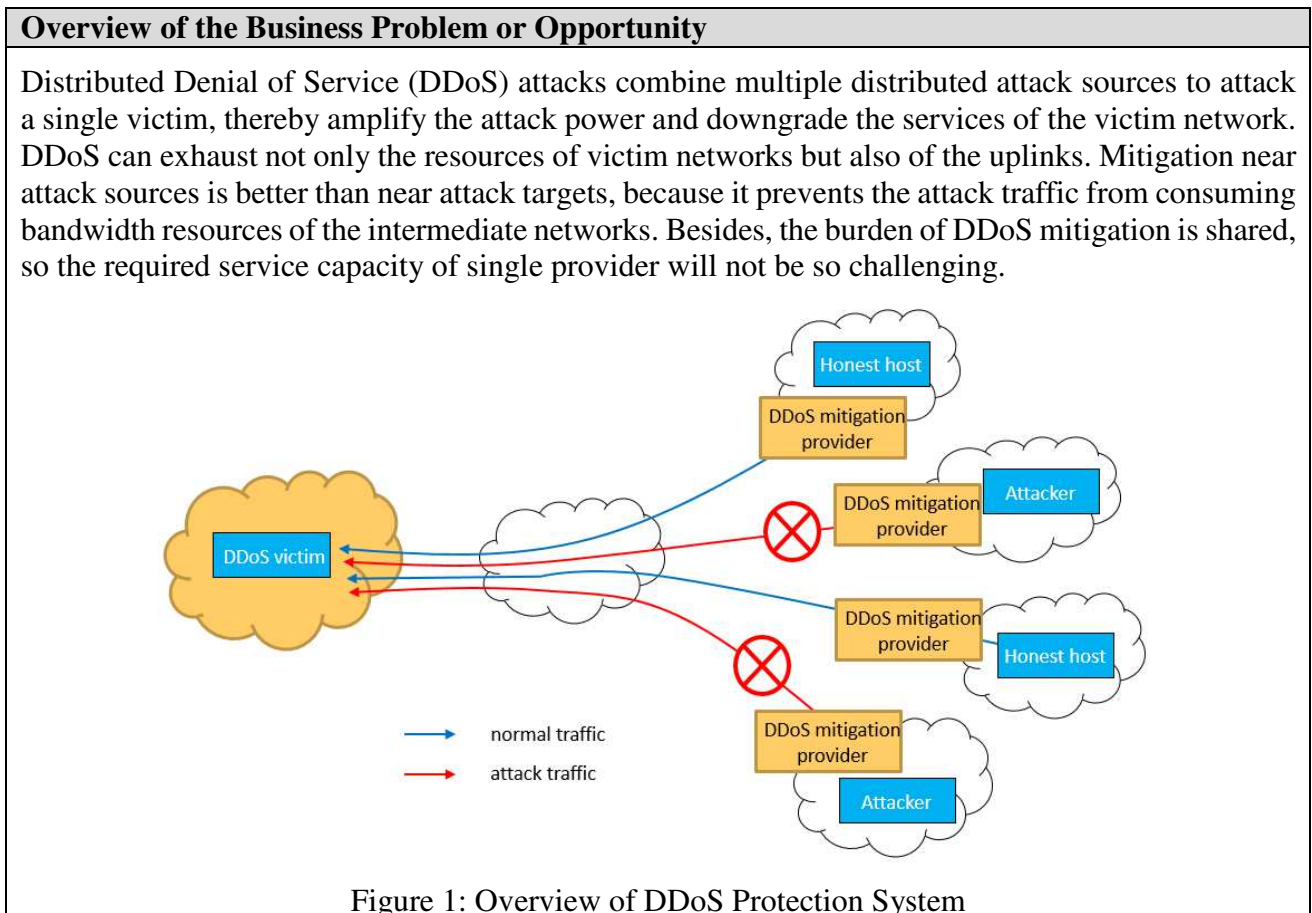 Overview of the Business Problem or Opportunity
Distributed Denial of Service (DDoS) attacks combine multiple distributed attack sources to attack
a single victim, thereby amplify the attack power and downgrade the services of the victim network.
DDoS can exhaust not only the resources of victim networks but also of the uplinks. Mitigation near
attack sources is better than near attack targets, because it prevents the attack traffic from consuming
bandwidth resources of the intermediate networks. Besides, the burden of DDoS mitigation is shared,
so the required service capacity of single provider will not be so challenging.
Honest host
DDoS mitigation
provider
Attacker
DDoS mitigation
provider
DDoS victim
DDoS mitigation
provider
Honest host
DDoS mitigation
provider
Attacker
normal traffic
attack traffic
Figure 1: Overview of DDoS Protection System